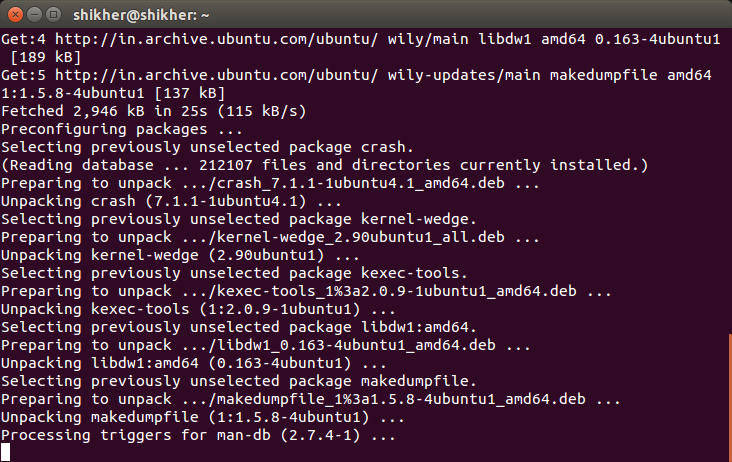 shikher@shikher: ~
Get:4 http://in.archive.ubuntu.com/ubuntu/ wily/main libdw1 amd64 0.163-4ubuntu1
 [189 kB]
Get:5 http://in.archive.ubuntu.com/ubuntu/ wily-updates/main makedumpfile amd64
1:1.5.8-4ubuntu1 [137 kB]
Fetched 2,946 kB in 25s (115 kB/s)
Preconfiguring packages ...
Selecting previously unselected package crash.
(Reading database ... 212107 files and directories currently installed.)
Preparing to unpack .../crash_7.1.1-1ubuntu4.1_amd64.deb ...
Unpacking crash (7.1.1-1ubuntu4.1) ...
Selecting previously unselected package kernel-wedge.
Preparing to unpack .../kernel-wedge_2.90ubuntu1_all.deb ...
Unpacking kernel-wedge (2.90ubuntu1) ...
Selecting previously unselected package kexec-tools.
Preparing to unpack .../kexec-tools_1%3a2.0.9-1ubuntu1_amd64.deb ...
Unpacking kexec-tools (1:2.0.9-1ubuntu1) ...
Selecting previously unselected package libdw1:amd64.
Preparing to unpack .../libdw1_0.163-4ubuntu1_amd64.deb ...
Unpacking libdw1:amd64 (0.163-4ubuntu1) ...
Selecting previously unselected package makedumpfile.
Preparing to unpack .../makedumpfile_1%3a1.5.8-4ubuntu1_amd64.deb ...
Unpacking makedumpfile (1:1.5.8-4ubuntu1) ...
Processing triggers for man-db (2.7.4-1) ...